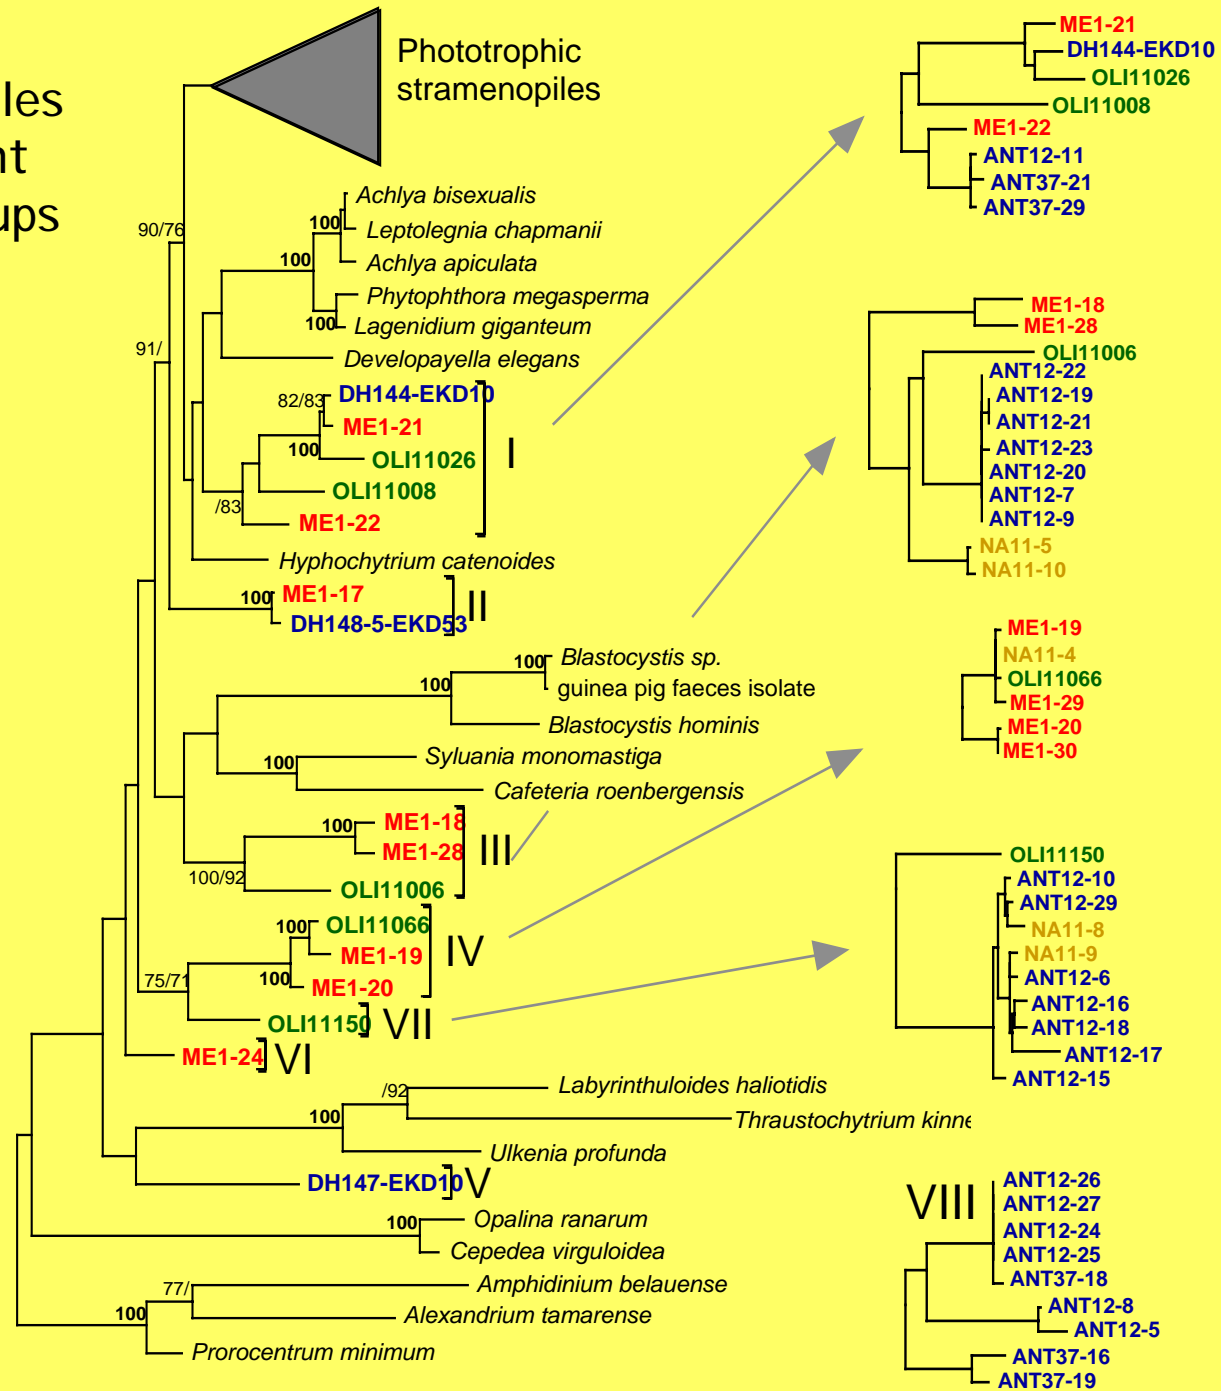 les
nt
ups
Phototrophic
stramenopiles
Achlya bisexualis
100
Leptolegnia chapmanii
90/76
100
Achlya apiculata
Phytophthora megasperma
100
Lagenidium giganteum
91/
Developayella elegans
DH144-EKD10
82/83
ME1-21
100
I
OLI11026
OLI11008
/83
ME1-22
Hyphochytrium catenoides
ME1-17
100
II
DH148-5-EKD53
100
Blastocystis sp.
100
guinea pig faeces isolate
Blastocystis hominis
Syluania monomastiga
100
Cafeteria roenbergensis
ME1-18
100
III
ME1-28
100/92
OLI11006
OLI11066
100
IV
ME1-19
75/71
100
ME1-20
OLI11150
VII
ME1-24
VI
Labyrinthuloides haliotidis
/92
100
Thraustochytrium kinne
Ulkenia profunda
DH147-EKD10
V
100
Opalina ranarum
Cepedea virguloidea
77/
Amphidinium belauense
100
Alexandrium tamarense
Prorocentrum minimum
ME1-21
DH144-EKD10
OLI11026
OLI11008
ME1-22
ANT12-11
ANT37-21
ANT37-29
ME1-18
ME1-28
OLI11006
ANT12-22
ANT12-19
ANT12-21
ANT12-23
ANT12-20
ANT12-7
ANT12-9
NA11-5
NA11-10
ME1-19
NA11-4
OLI11066
ME1-29
ME1-20
ME1-30
OLI11150
ANT12-10
ANT12-29
NA11-8
NA11-9
ANT12-6
ANT12-16
ANT12-18
ANT12-17
ANT12-15
VIII
ANT12-26
ANT12-27
ANT12-24
ANT12-25
ANT37-18
ANT12-8
ANT12-5
ANT37-16
ANT37-19